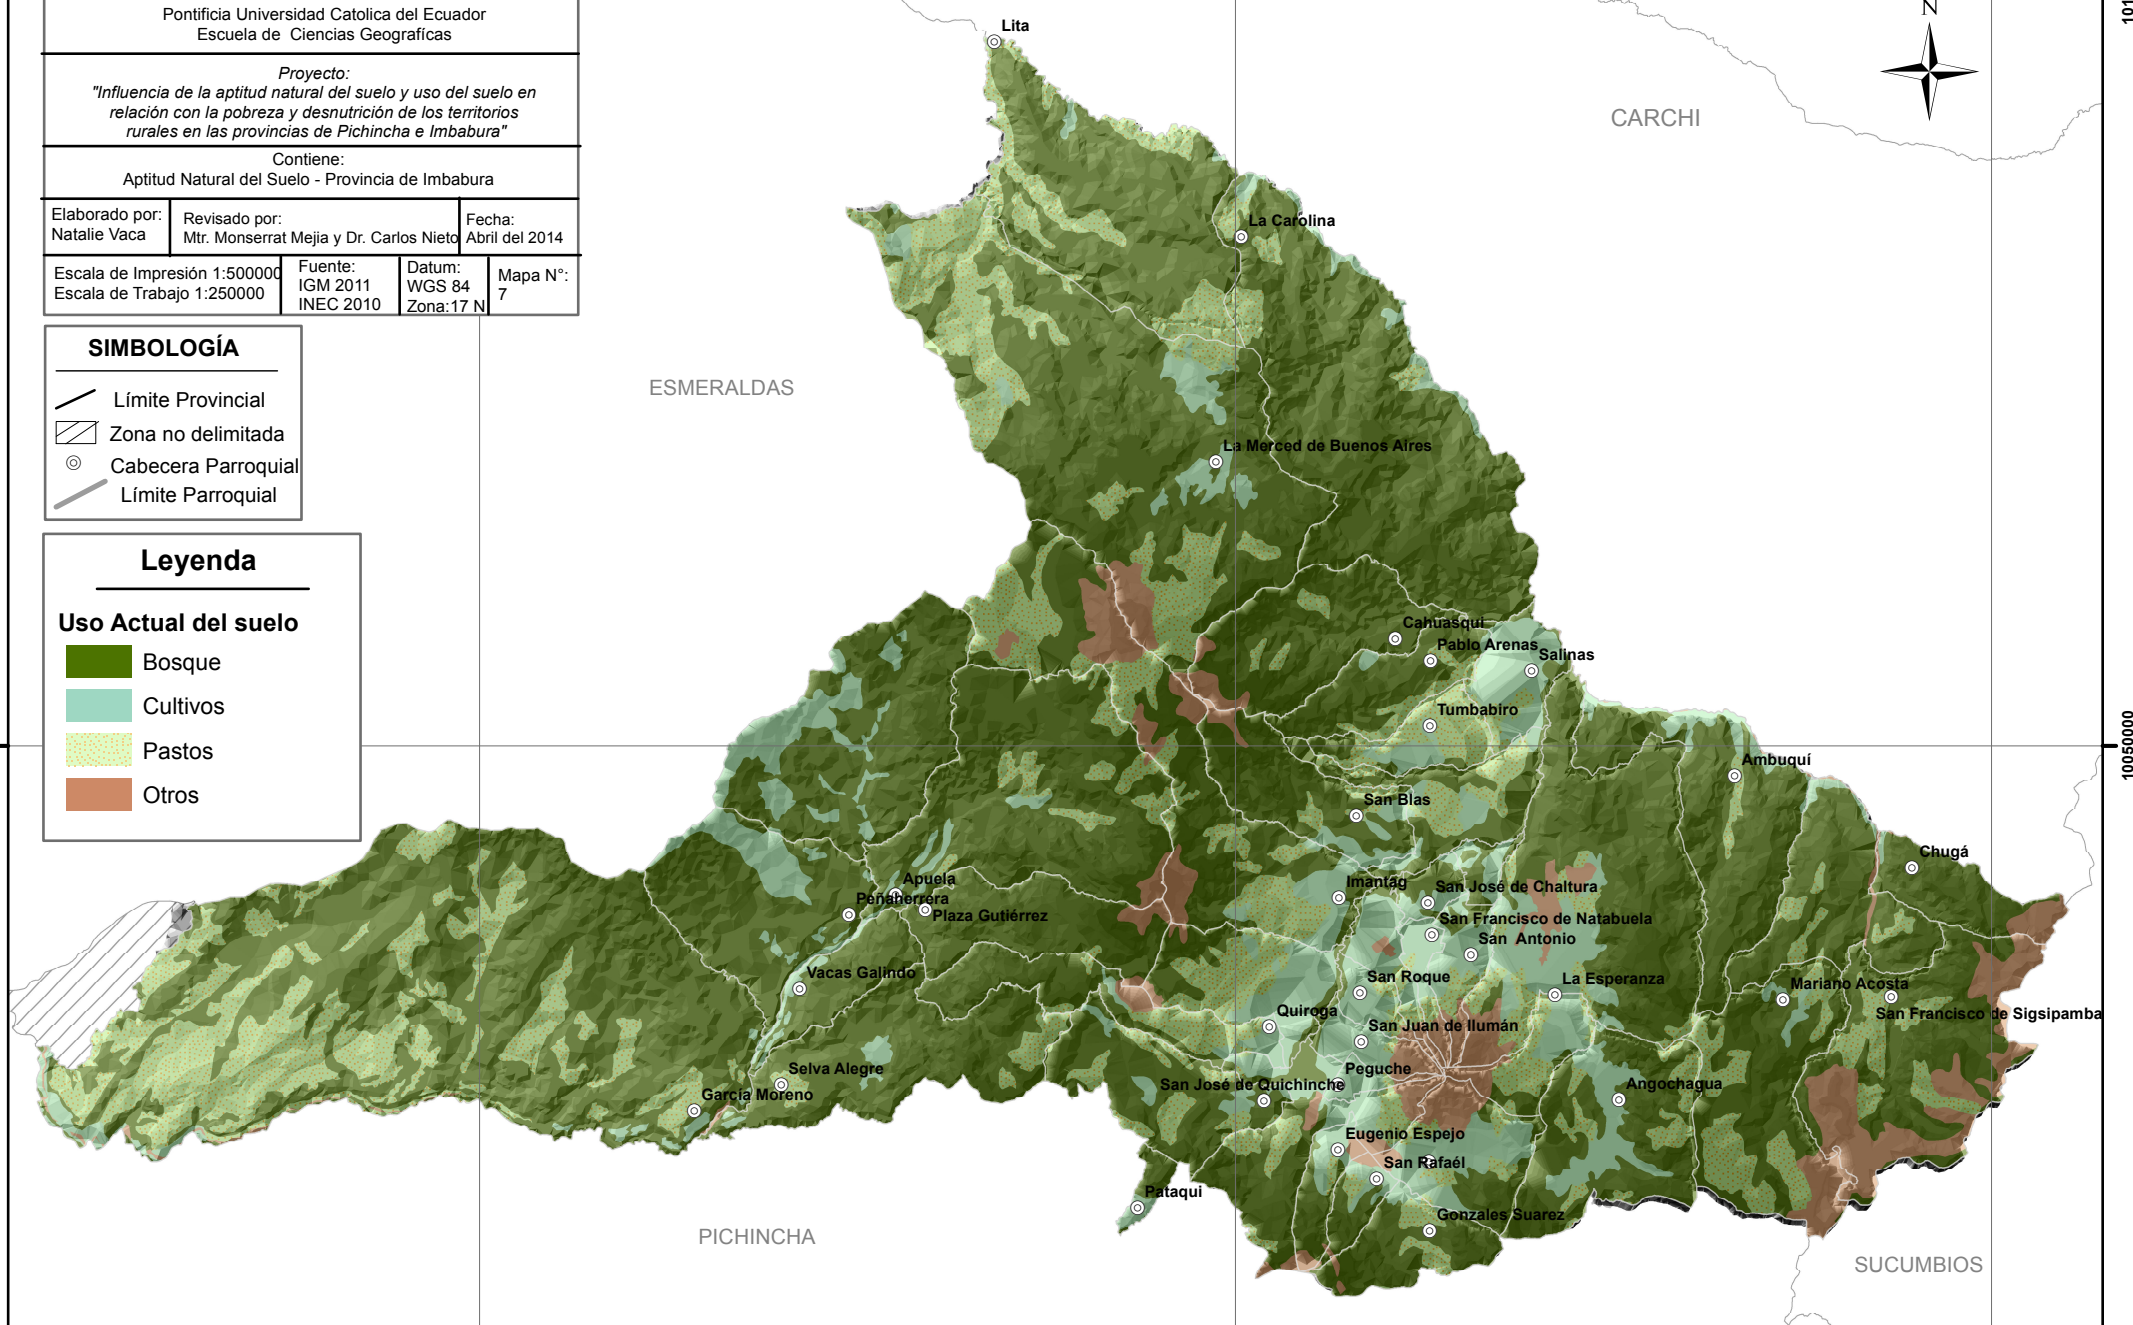 Pontificia Universidad Catolica del Ecuador
Escuela de Ciencias Geografícas
Proyecto:
"Influencia de la aptitud natural del suelo y uso del suelo en
relación con la pobreza y desnutrición de los territorios
rurales en las provincias de Pichincha e Imbabura"
Contiene:
Aptitud Natural del Suelo - Provincia de Imbabura
Elaborado por:
Natalie Vaca
Revisado por:
Mtr. Monserrat Mejia y Dr. Carlos Nieto
Fecha:
Abril del 2014
Escala de Impresión 1:500000
Escala de Trabajo 1:250000
Fuente:
IGM 2011
INEC 2010
Datum:
WGS 84
Zona:17 N
Mapa N°:
7
SIMBOLOGÍA
Límite Provincial
Zona no delimitada
Cabecera Parroquial
Límite Parroquial
Leyenda
Uso Actual del suelo
Bosque
Cultivos
Pastos
Otros
N
101
10050000
CARCHI
ESMERALDAS
PICHINCHA
SUCUMBIOS
Lita
La Carolina
La Merced de Buenos Aires
Cahuasqui
Pablo Arenas
Salinas
Tumbabiro
Ambuquí
San Blas
Chugá
Apuela
Peñaherrera
Plaza Gutiérrez
Imantag
San José de Chaltura
San Francisco de Natabuela
San Antonio
Vacas Galindo
San Roque
La Esperanza
Mariano Acosta
San Francisco de Sigsipamba
Quiroga
San Juan de Ilumán
Selva Alegre
García Moreno
San José de Quichinche
Peguche
Angochagua
Eugenio Espejo
San Rafaél
Pataqui
Gonzales Suarez